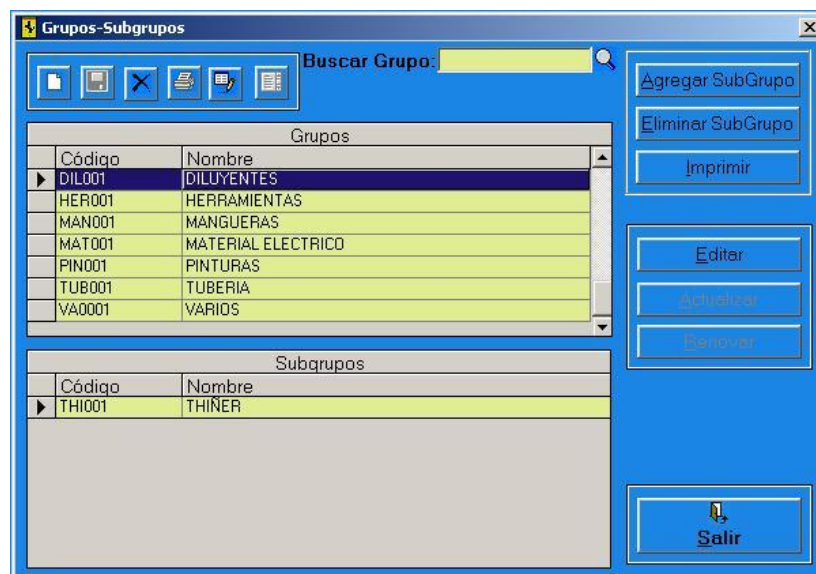 Grupos-Subgrupos
Buscar Grupo:
Agregar SubGrupo
Eliminar SubGrupo
Imprimir
Grupos
Código Nombre
DIL001 DILUYENTES
HER001 HERRAMIENTAS
MAN001 MANGUERAS
MAT001 MATERIAL ELECTRICO
PIN001 PINTURAS
TUB001 TUBERIA
VA0001 VARIOS
Editar
Actualizar
Renovar
Subgrupos
Código Nombre
THI001 THIÑER
Salir